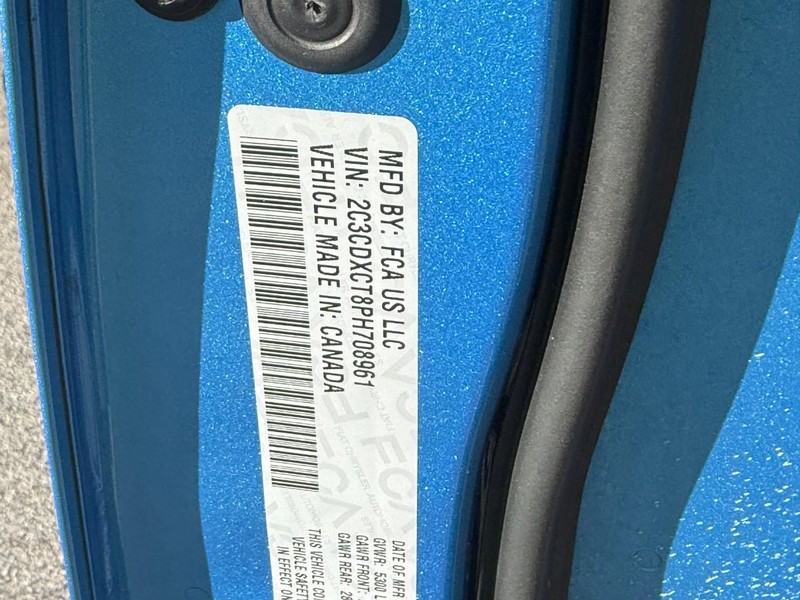 MFD BY: FCA US LLC
VIN: 2C3CDXCT8PH708961
VEHICLE MADE IN: CANADA
DATE OF MFR
GVWR: 5300 L
GAWR FRONT:
GAWR REAR: 28
THIS VEHICLE CO
VEHICLE SAFET
IN EFFECT ON